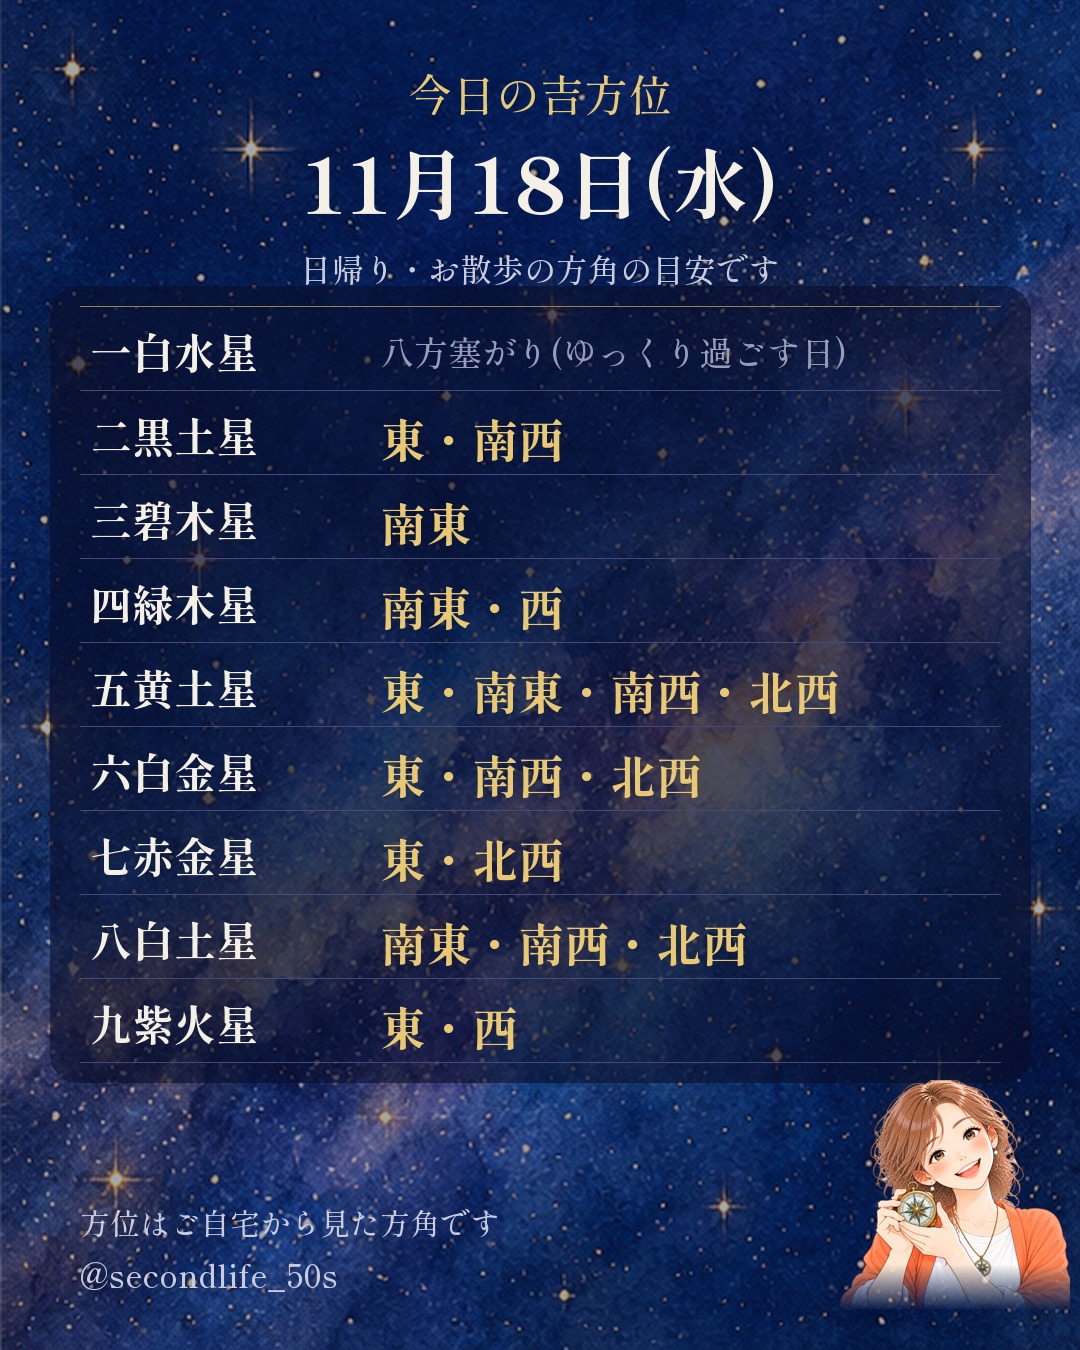 今日の吉方位
11月18日(水)
日帰り・お散歩の方角の目安です
一白水星 八方塞がり(ゆっくり過ごす日)
二黒土星 東・南西
三碧木星 南東
四緑木星 南東・西
五黄土星 東・南東・南西・北西
六白金星 東・南西・北西
七赤金星 東・北西
八白土星 南東・南西・北西
九紫火星 東・西
方位はご自宅から見た方角です
@secondlife_50s